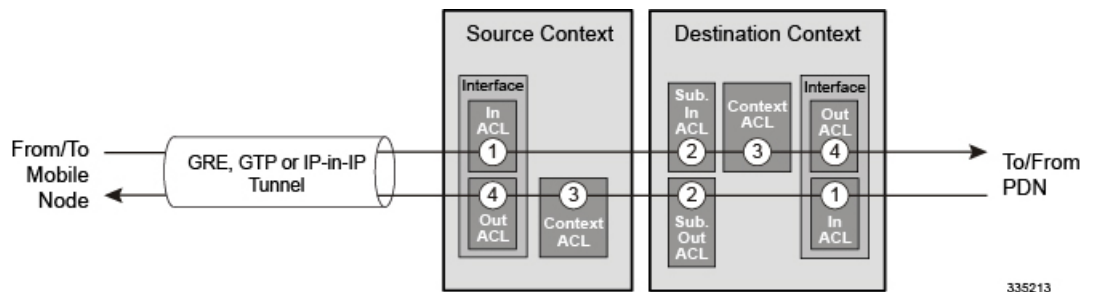 Source Context
Destination Context
Interface
In
ACL
1
4
Out
ACL
3
Context
ACL
Sub.
In
ACL
2
Context
ACL
3
Interface
Out
ACL
4
2
Sub.
Out
ACL
1
In
ACL
From/To
Mobile
Node
GRE, GTP or IP-in-IP
Tunnel
To/From
PDN
335213